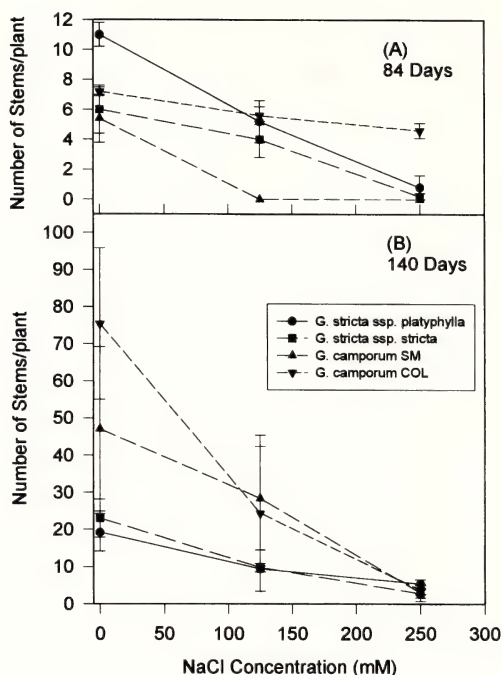 (A)
84 Days
Number of Stems/plant
12
10
8
6
4
2
0
(B)
140 Days
Number of Stems/plant
100
90
80
70
60
50
40
30
20
10
0
G. stricta ssp. platyphylla
G. stricta ssp. stricta
G. camporum SM
G. camporum COL
0 50 100 150 200 250 300
NaCl Concentration (mM)